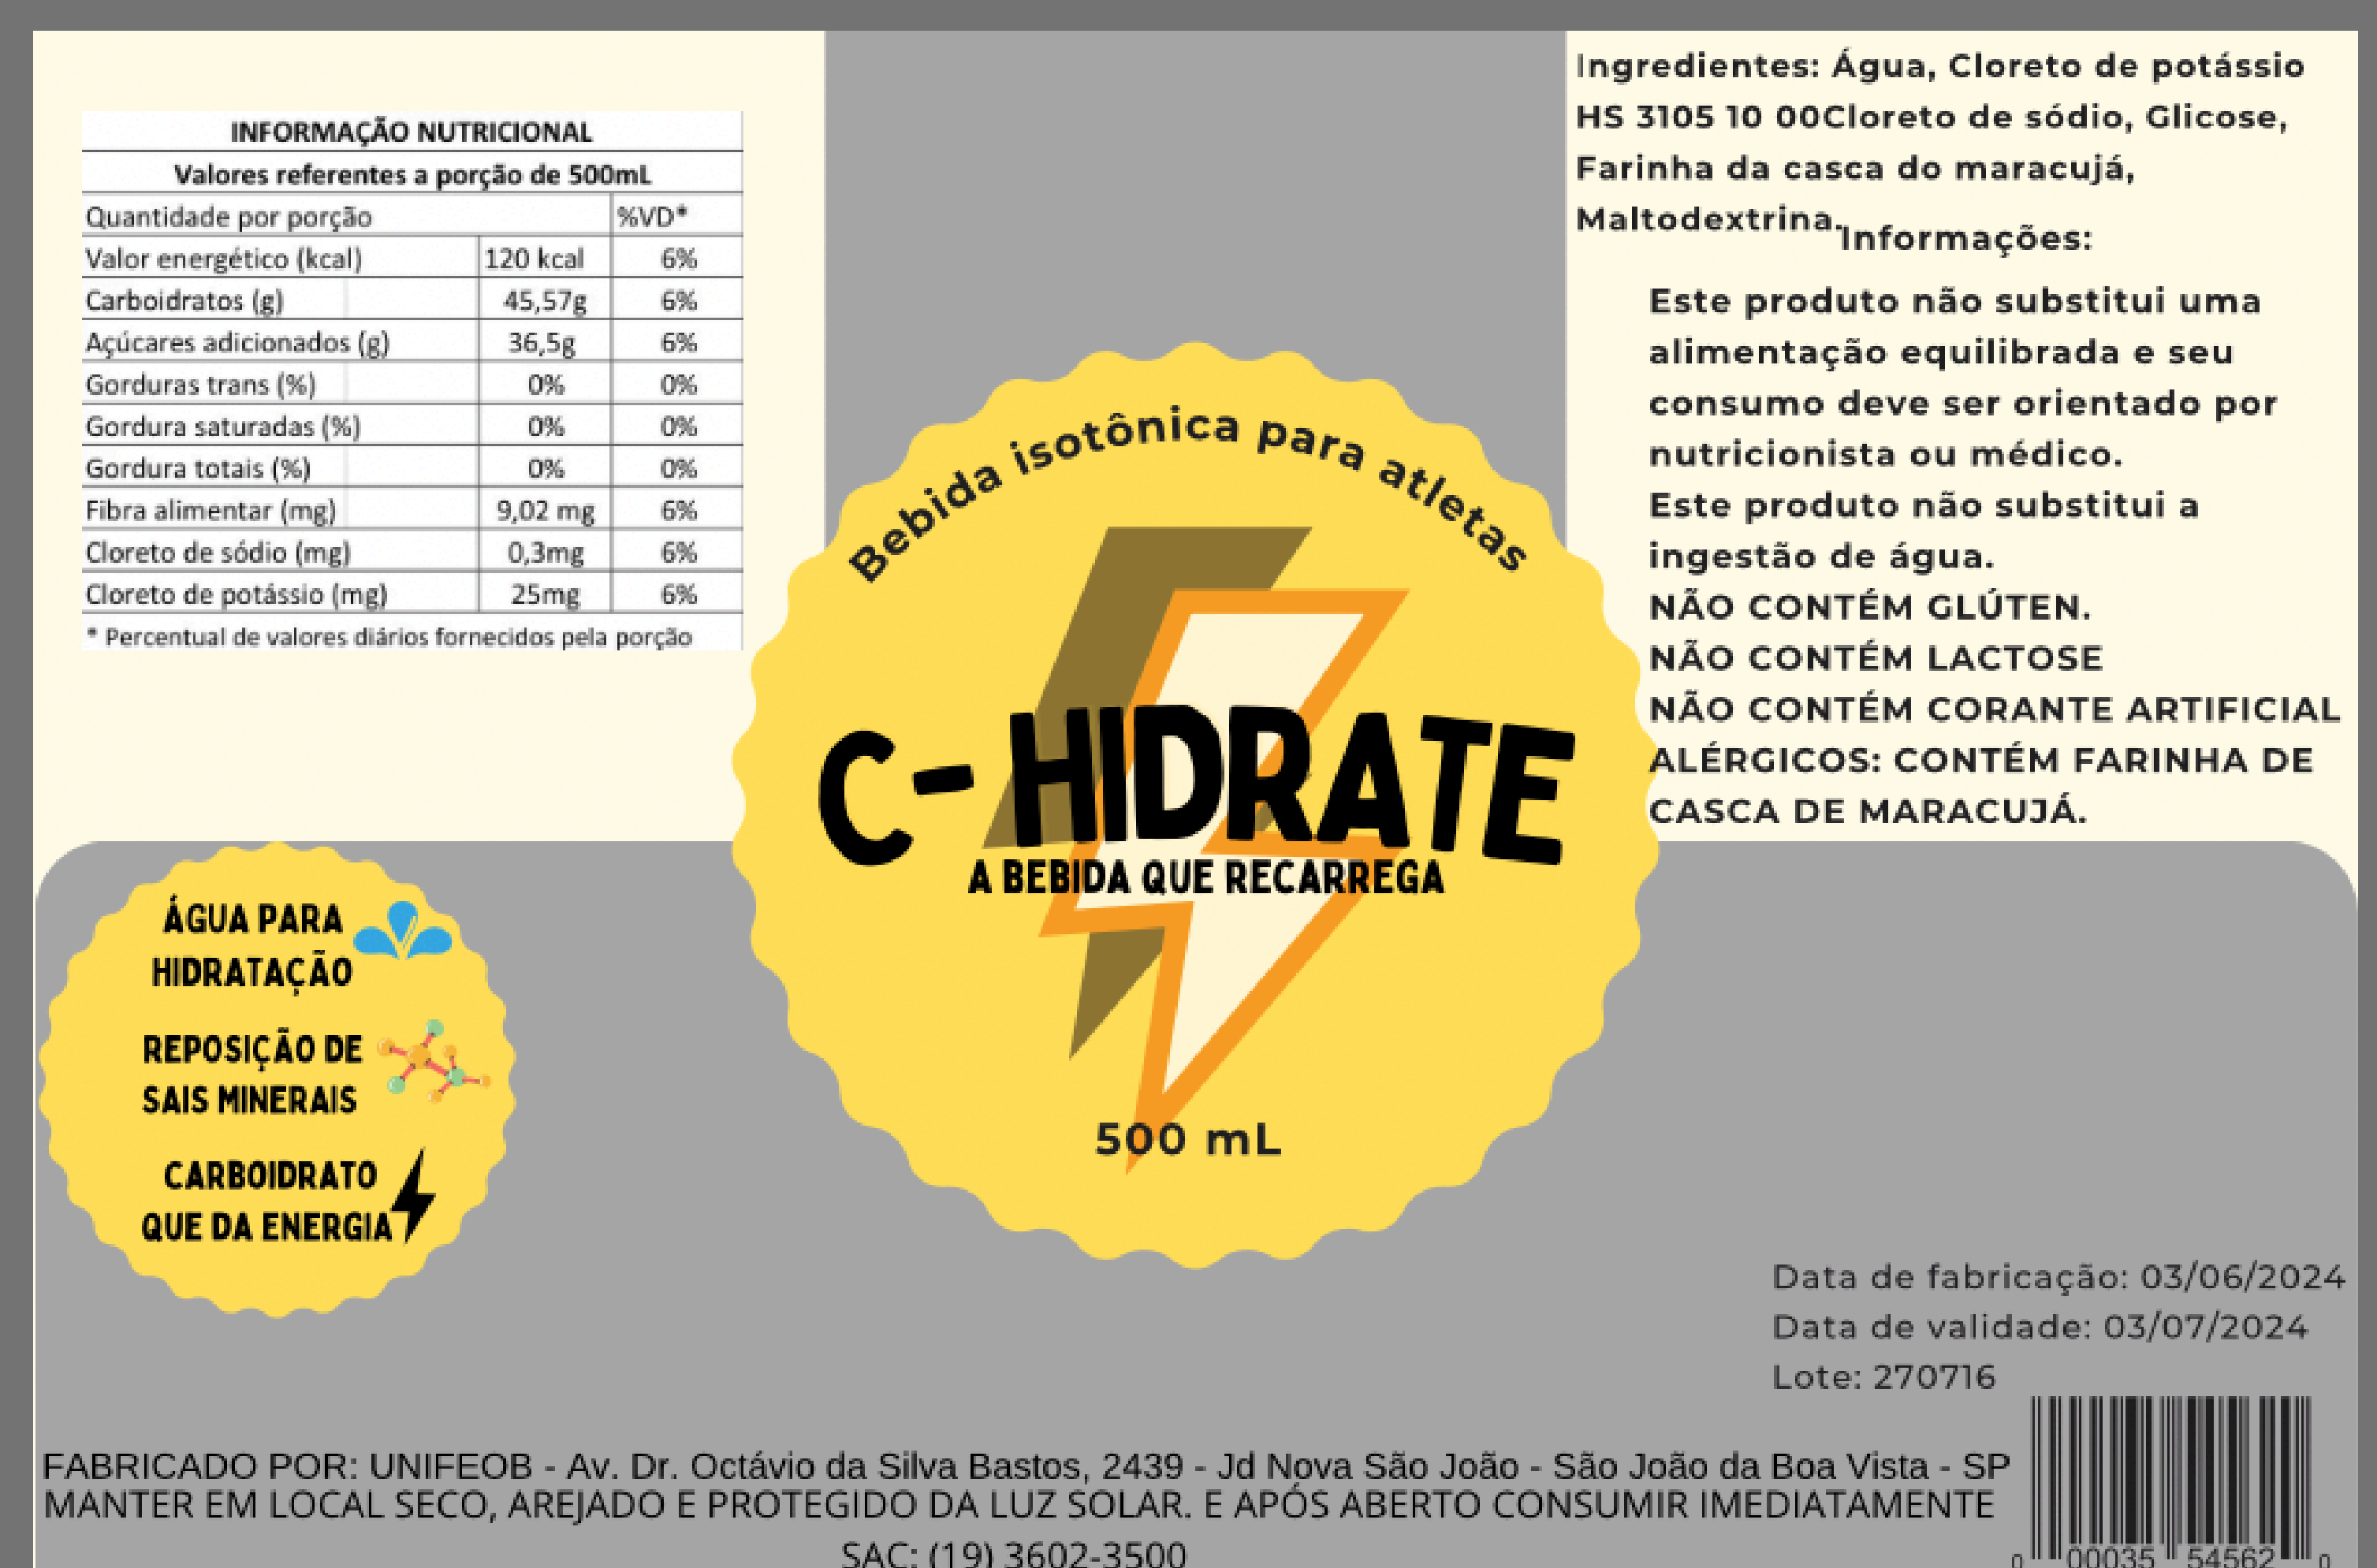 INFORMAÇÃO NUTRICIONAL
Valores referentes a porção de 500mL
Quantidade por porção %VD*
Valor energético (kcal) 120 kcal 6%
Carboidratos (g) 45,57g 6%
Açúcares adicionados (g) 36,5g 6%
Gorduras trans (%) 0% 0%
Gordura saturadas (%) 0% 0%
Gordura totais (%) 0% 0%
Fibra alimentar (mg) 9,02 mg 6%
Cloreto de sódio (mg) 0,3mg 6%
Cloreto de potássio (mg) 25mg 6%
* Percentual de valores diários fornecidos pela porção
ÁGUA PARA
HIDRATAÇÃO
REPOSIÇÃO DE
SAIS MINERAIS
CARBOIDRATO
QUE DA ENERGIA
Bebida isotônica para atletas
C-HIDRATE
A BEBIDA QUE RECARREGA
500 mL
Ingredientes: Água, Cloreto de potássio
HS 3105 10 00Cloreto de sódio, Glicose,
Farinha da casca do maracujá,
Maltodextrina.
Informações:
Este produto não substitui uma
alimentação equilibrada e seu
consumo deve ser orientado por
nutricionista ou médico.
Este produto não substitui a
ingestão de água.
NÃO CONTÉM GLÚTEN.
NÃO CONTÉM LACTOSE
NÃO CONTÉM CORANTE ARTIFICIAL
ALÉRGICOS: CONTÉM FARINHA DE
CASCA DE MARACUJÁ.
Data de fabricação: 03/06/2024
Data de validade: 03/07/2024
Lote: 270716
FABRICADO POR: UNIFEOB - Av. Dr. Octávio da Silva Bastos, 2439 - Jd Nova São João - São João da Boa Vista - SP
MANTER EM LOCAL SECO, AREJADO E PROTEGIDO DA LUZ SOLAR. E APÓS ABERTO CONSUMIR IMEDIATAMENTE
SAC: (19) 3602-3500
0 00035 54562 0